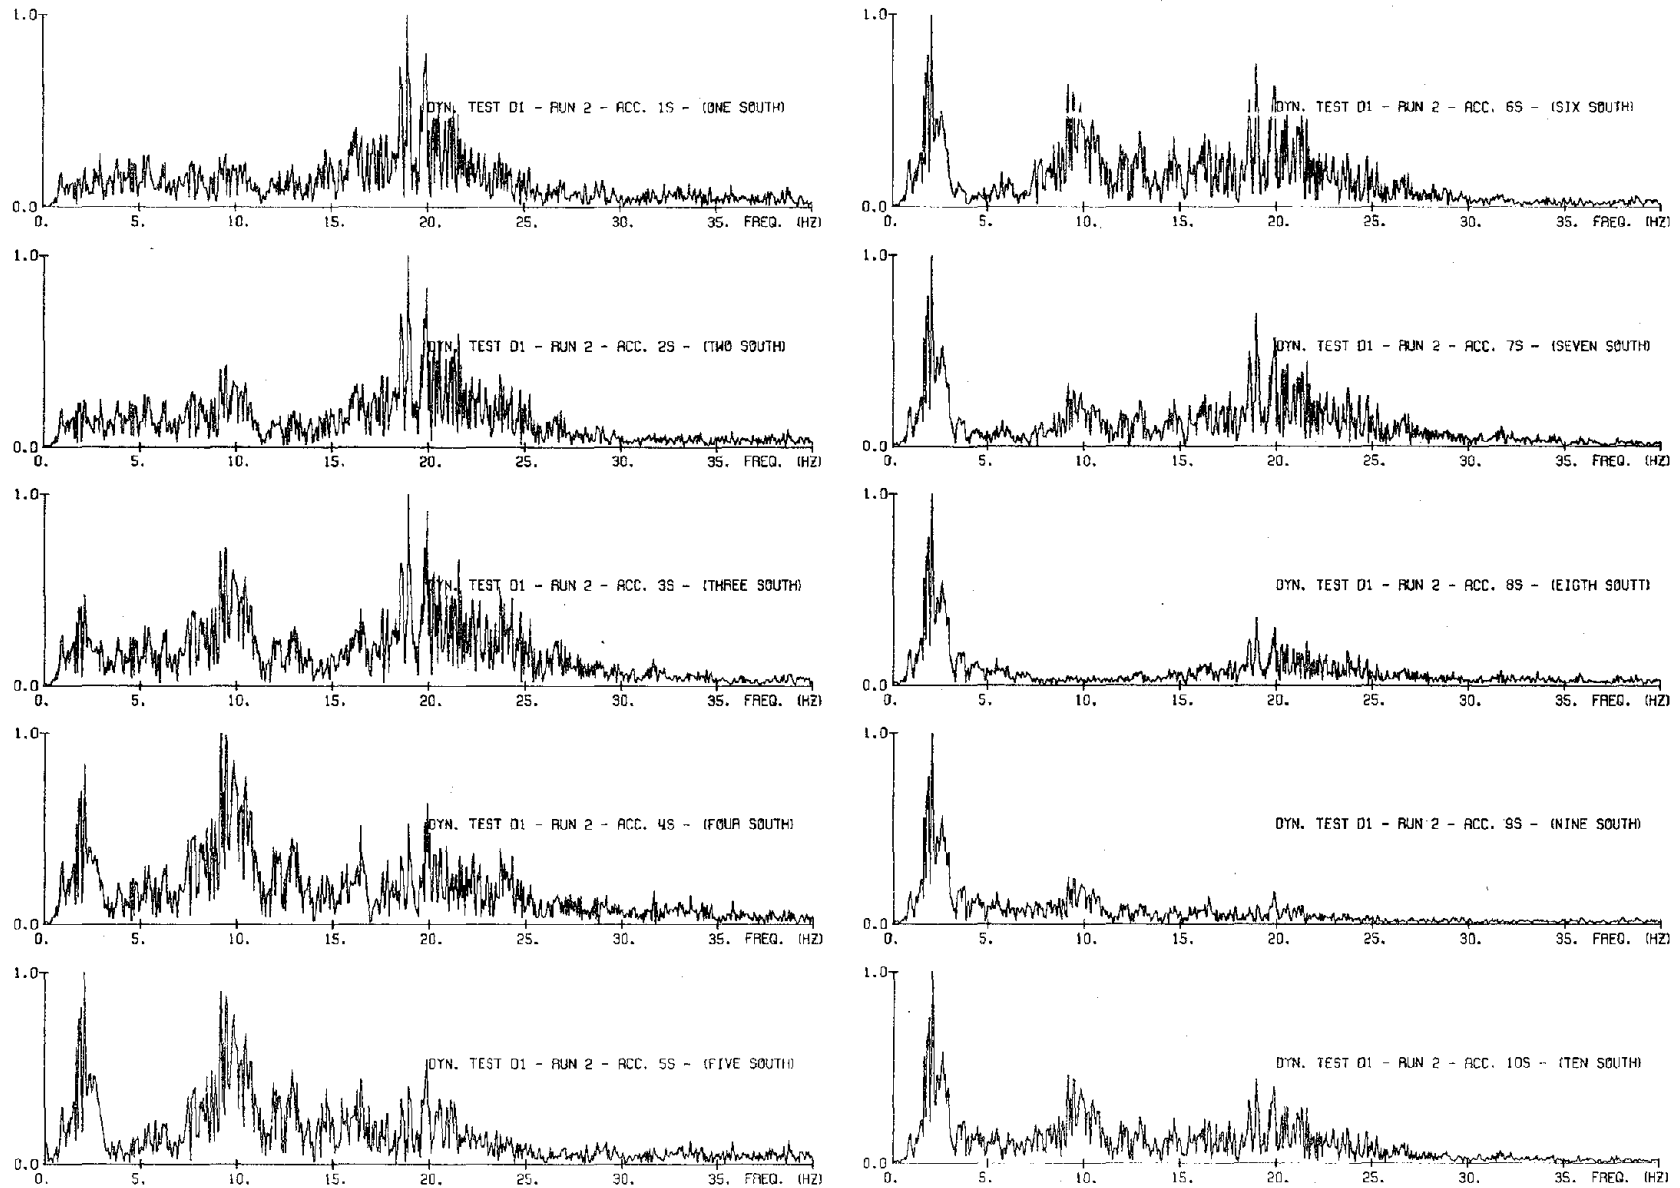 1.0
DYN. TEST D1 - RUN 2 - ACC. 1S - (ONE SOUTH)
0.0
0. 5. 10. 15. 20. 25. 30. 35. FREQ. (HZ)
1.0
DYN. TEST D1 - RUN 2 - ACC. 2S - (TWO SOUTH)
0.0
0. 5. 10. 15. 20. 25. 30. 35. FREQ. (HZ)
1.0
DYN. TEST D1 - RUN 2 - ACC. 3S - (THREE SOUTH)
0.0
0. 5. 10. 15. 20. 25. 30. 35. FREQ. (HZ)
1.0
DYN. TEST D1 - RUN 2 - ACC. 4S - (FOUR SOUTH)
0.0
0. 5. 10. 15. 20. 25. 30. 35. FREQ. (HZ)
1.0
DYN. TEST D1 - RUN 2 - ACC. 5S - (FIVE SOUTH)
0.0
0. 5. 10. 15. 20. 25. 30. 35. FREQ. (HZ)
1.0
DYN. TEST D1 - RUN 2 - ACC. 6S - (SIX SOUTH)
0.0
0. 5. 10. 15. 20. 25. 30. 35. FREQ. (HZ)
1.0
DYN. TEST D1 - RUN 2 - ACC. 7S - (SEVEN SOUTH)
0.0
0. 5. 10. 15. 20. 25. 30. 35. FREQ. (HZ)
1.0
DYN. TEST D1 - RUN 2 - ACC. 8S - (EIGTH SOUTT)
0.0
0. 5. 10. 15. 20. 25. 30. 35. FREQ. (HZ)
1.0
DYN. TEST D1 - RUN 2 - ACC. 9S - (NINE SOUTH)
0.0
0. 5. 10. 15. 20. 25. 30. 35. FREQ. (HZ)
1.0
DYN. TEST D1 - RUN 2 - ACC. 10S - (TEN SOUTH)
0.0
0. 5. 10. 15. 20. 25. 30. 35. FREQ. (HZ)